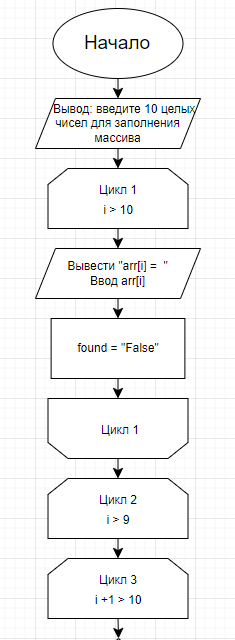 Начало
Вывод: введите 10 целых
чисел для заполнения
массива
Цикл 1
i > 10
Вывести "arr[i] =  "
Ввод arr[i]
found = "False"
Цикл 1
Цикл 2
i > 9
Цикл 3
i +1 > 10